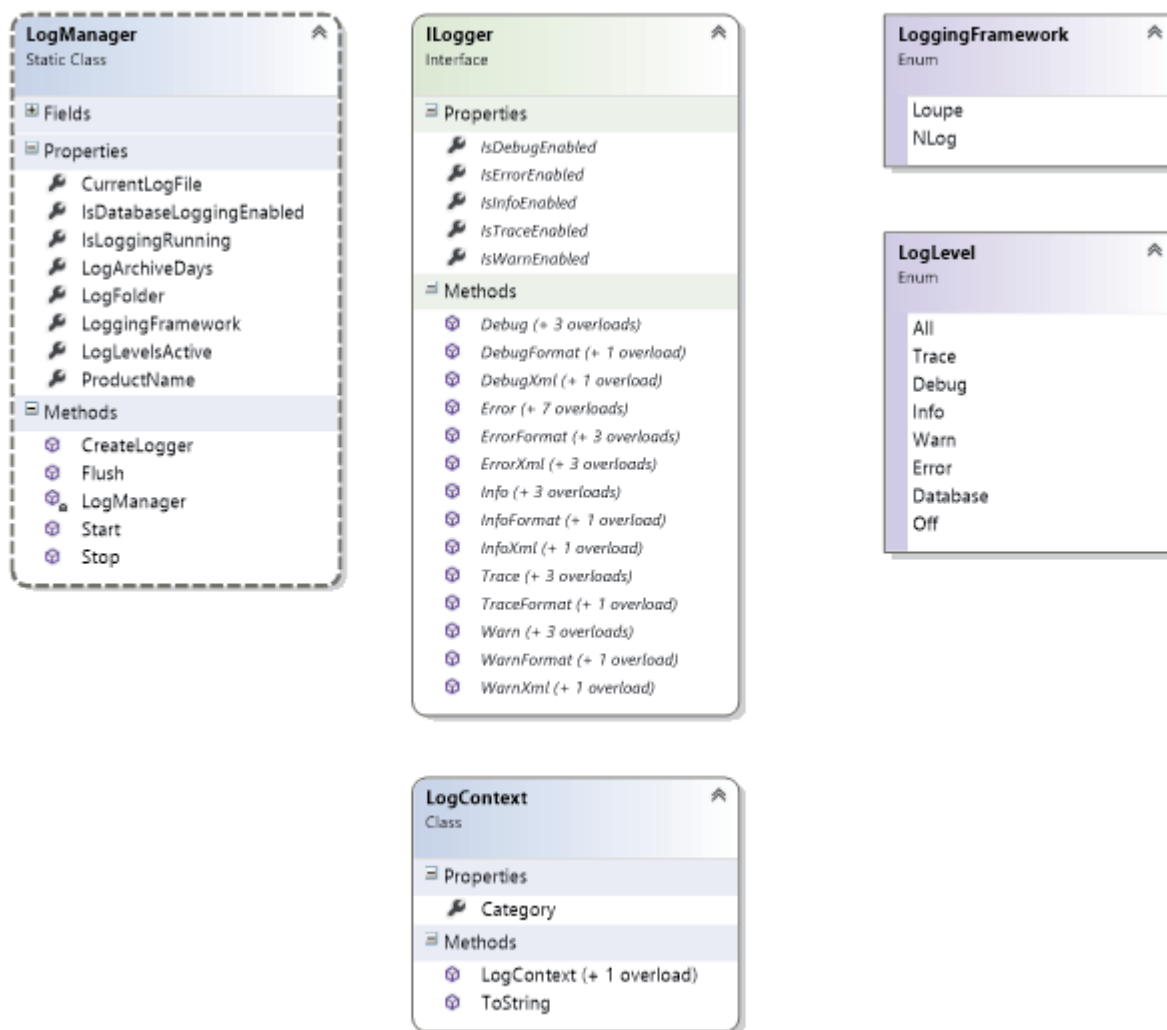 LogManager
Static Class
Fields
Properties
CurrentLogFile
IsDatabaseLoggingEnabled
IsLoggingRunning
LogArchiveDays
LogFolder
LoggingFramework
LogLevelsActive
ProductName
Methods
CreateLogger
Flush
LogManager
Start
Stop
ILogger
Interface
Properties
IsDebugEnabled
IsErrorEnabled
IsInfoEnabled
IsTraceEnabled
IsWarnEnabled
Methods
Debug (+ 3 overloads)
DebugFormat (+ 1 overload)
DebugXml (+ 1 overload)
Error (+ 7 overloads)
ErrorFormat (+ 3 overloads)
ErrorXml (+ 3 overloads)
Info (+ 3 overloads)
InfoFormat (+ 1 overload)
InfoXml (+ 1 overload)
Trace (+ 3 overloads)
TraceFormat (+ 1 overload)
Warn (+ 3 overloads)
WarnFormat (+ 1 overload)
WarnXml (+ 1 overload)
LogContext
Class
Properties
Category
Methods
LogContext (+ 1 overload)
ToString
LoggingFramework
Enum
Loupe
NLog
LogLevel
Enum
All
Trace
Debug
Info
Warn
Error
Database
Off